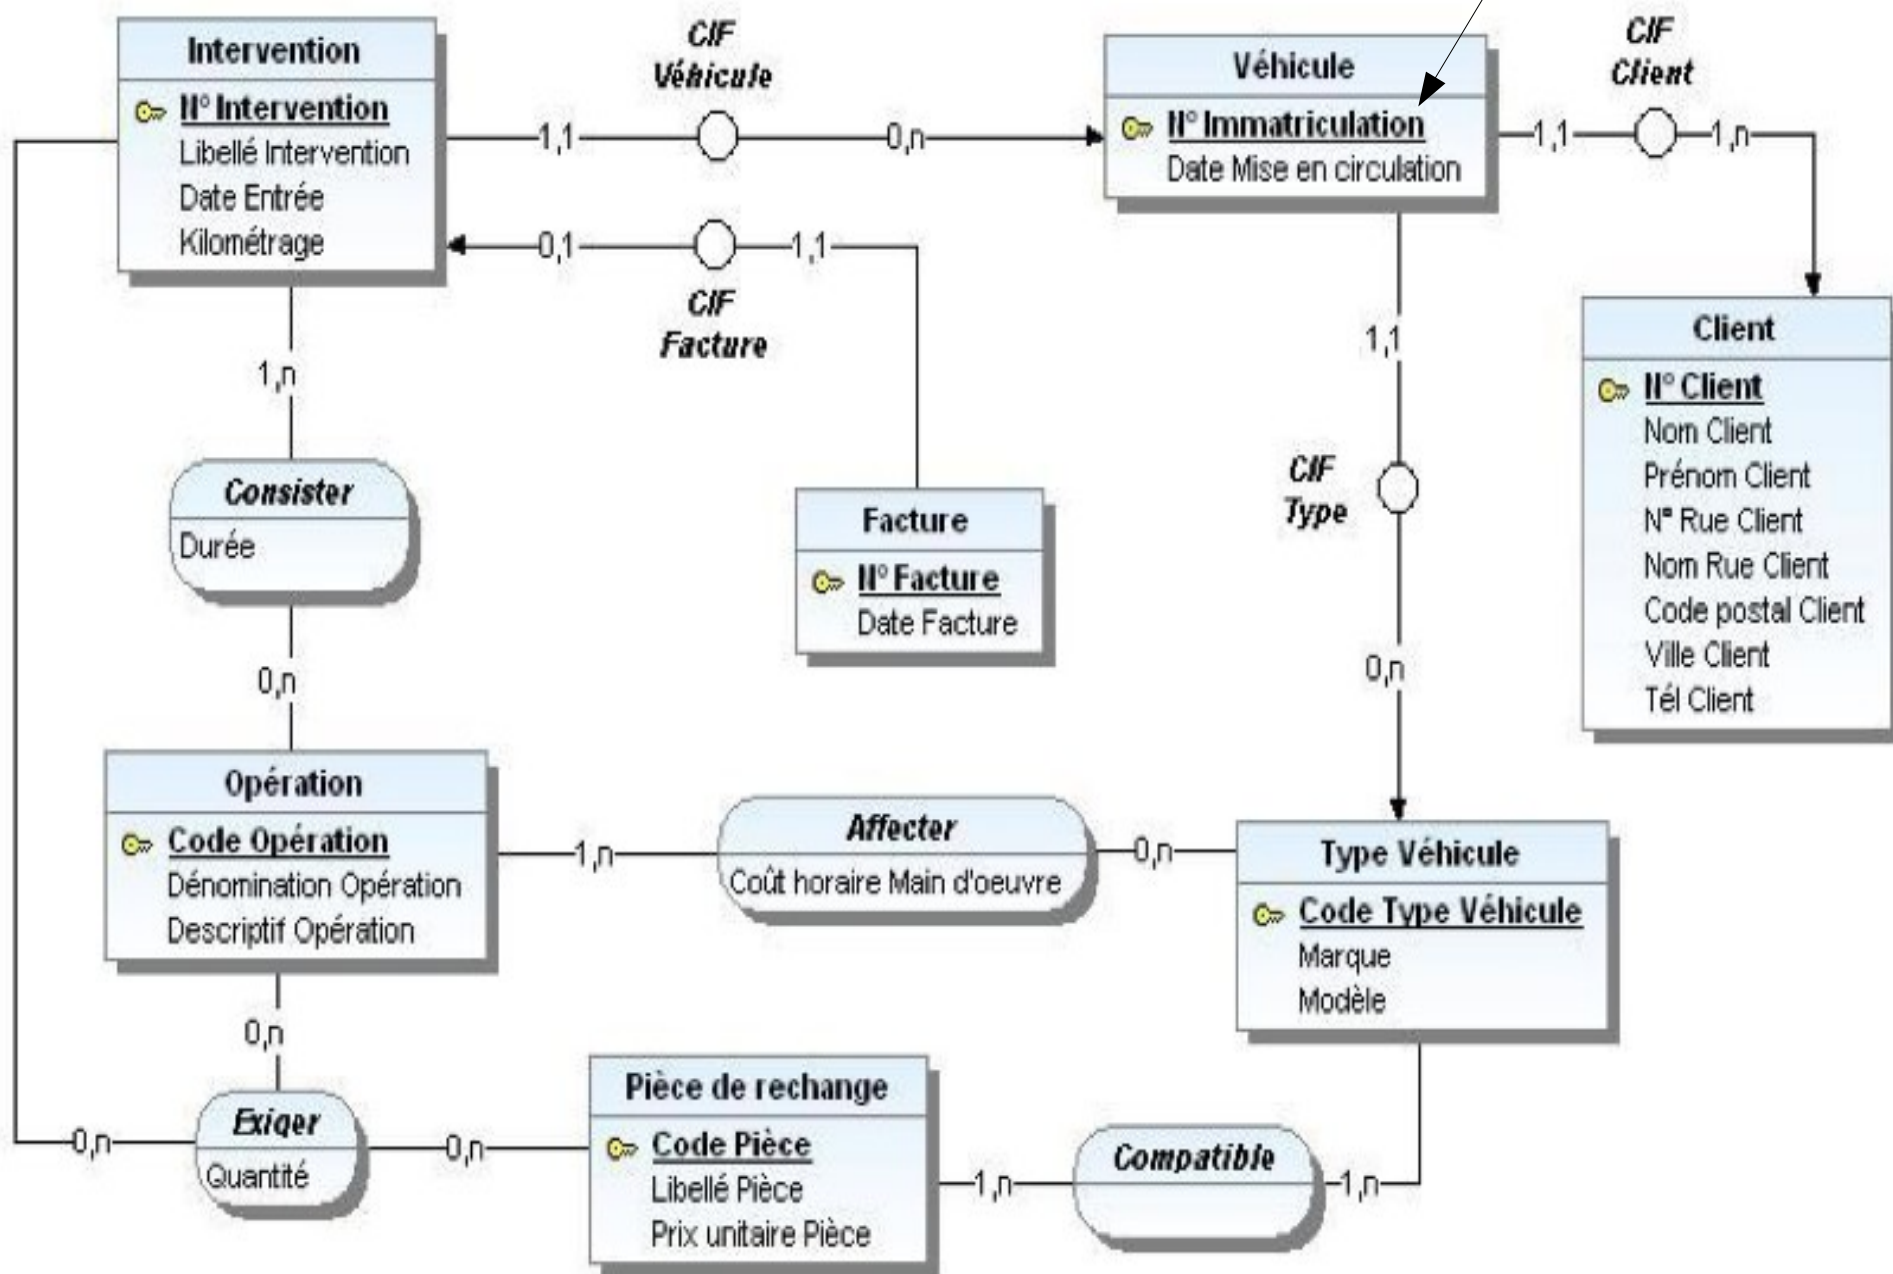 Intervention
N° Intervention
Libellé Intervention
Date Entrée
Kilométrage
CIF
Véhicule
1,1
0,n
Véhicule
N° Immatriculation
Date Mise en circulation
CIF
Client
1,1
1,n
0,1
1,1
CIF
Facture
Client
N° Client
Nom Client
Prénom Client
N° Rue Client
Nom Rue Client
Code postal Client
Ville Client
Tél Client
1,n
Consister
Durée
0,n
Facture
N° Facture
Date Facture
1,1
CIF
Type
0,n
Opération
Code Opération
Dénomination Opération
Descriptif Opération
1,n
Affecter
Coût horaire Main d'oeuvre
0,n
Type Véhicule
Code Type Véhicule
Marque
Modèle
0,n
0,n
Exiger
Quantité
0,n
Pièce de rechange
Code Pièce
Libellé Pièce
Prix unitaire Pièce
1,n
Compatible
1,n